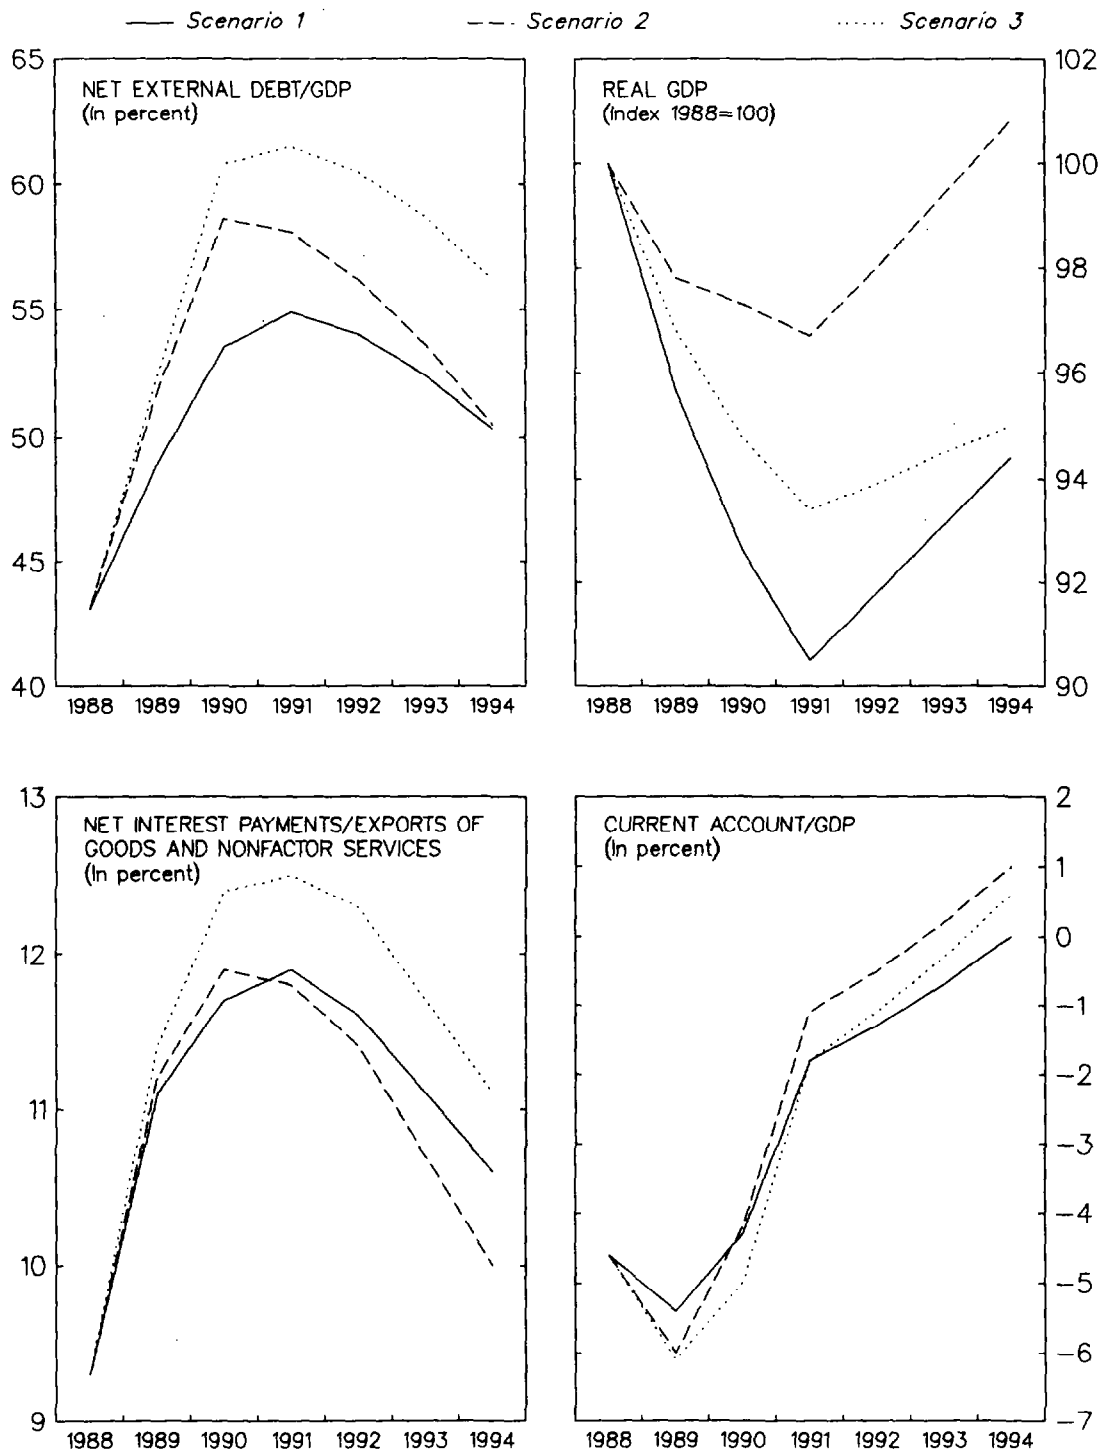 Scenario 1 Scenario 2 Scenario 3
NET EXTERNAL DEBT/GDP
(In percent)
65
60
55
50
45
40
1988 1989 1990 1991 1992 1993 1994
REAL GDP
(Index 1988=100)
102
100
98
96
94
92
90
1988 1989 1990 1991 1992 1993 1994
NET INTEREST PAYMENTS/EXPORTS OF
GOODS AND NONFACTOR SERVICES
(In percent)
13
12
11
10
9
1988 1989 1990 1991 1992 1993 1994
CURRENT ACCOUNT/GDP
(In percent)
2
1
0
−1
−2
−3
−4
−5
−6
−7
1988 1989 1990 1991 1992 1993 1994